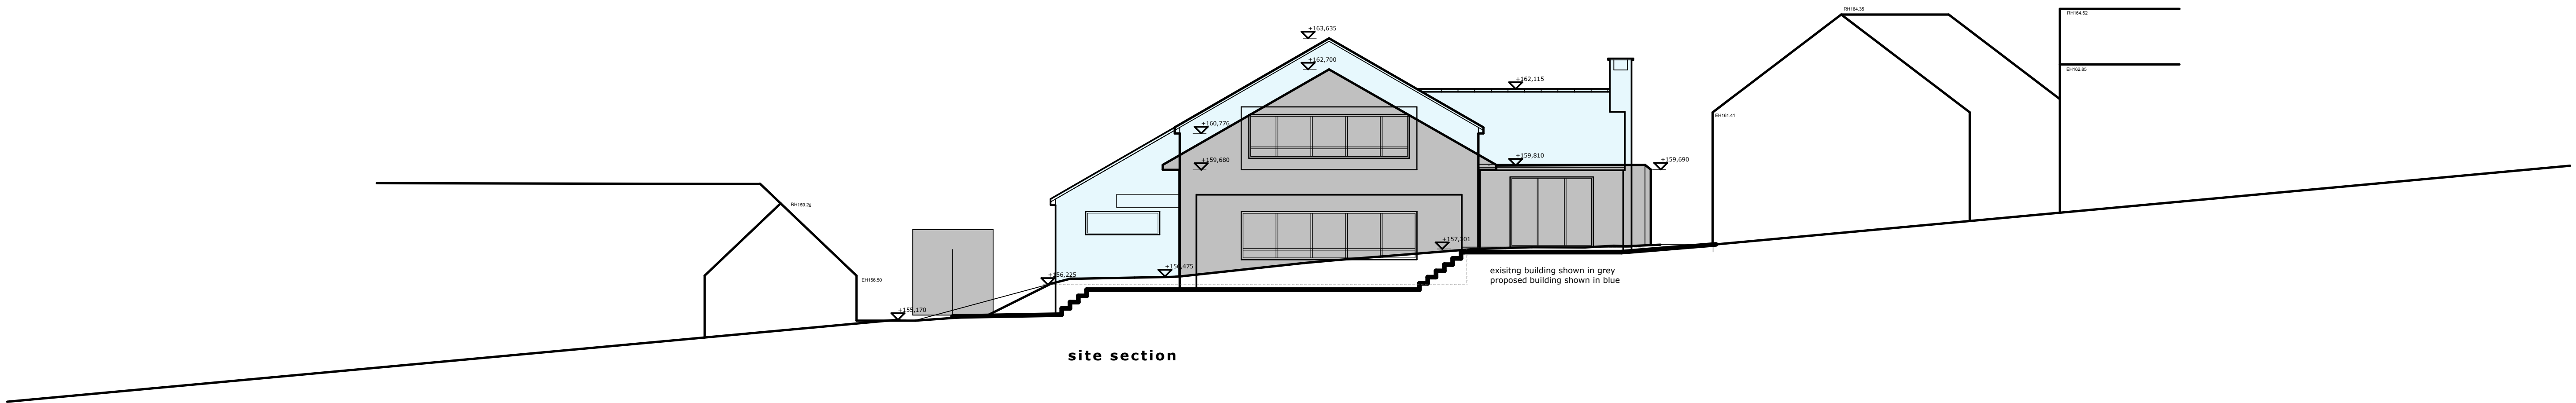 RH164.35
RH164.52
+163,635
+162,700
EH162.65
+162,115
EH161.41
+160,776
+159,680
+159,810
+159,690
RH159.26
+157,301
+156,475
+156,225
EH156.50
exisitng building shown in grey
proposed building shown in blue
+155,170
site section